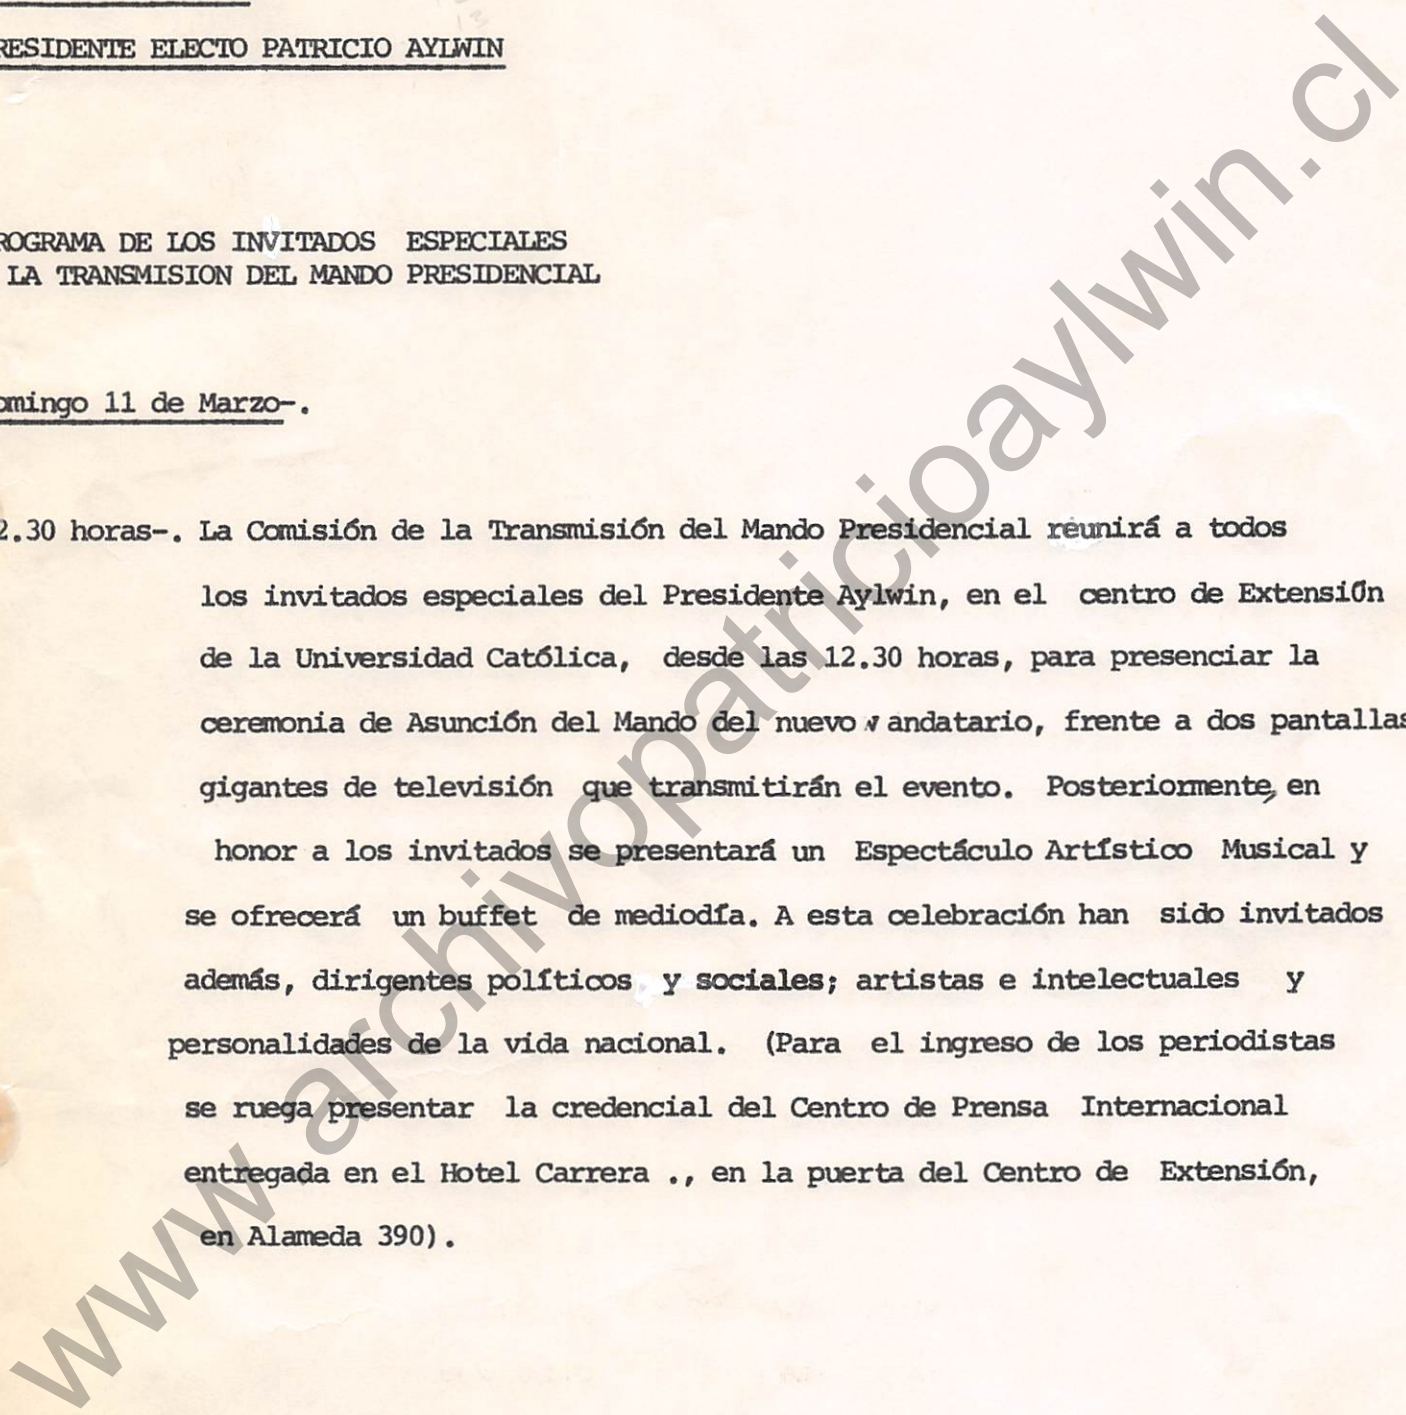 RESIDENTE ELECTO PATRICIO AYLWIN
ROGRAMA DE LOS INVITADOS ESPECIALES
LA TRANSMISION DEL MANDO PRESIDENCIAL
omingo 11 de Marzo-.
2.30 horas-. La Comisión de la Transmisión del Mando Presidencial reunirá a todos
los invitados especiales del Presidente Aylwin, en el centro de Extensión
de la Universidad Católica, desde las 12.30 horas, para presenciar la
ceremonia de Asunción del Mando del nuevo andatario, frente a dos pantallas
gigantes de televisión que transmitirán el evento. Posteriormente, en
honor a los invitados se presentará un Espectáculo Artístico Musical y
se ofrecerá un buffet de mediodía. A esta celebración han sido invitados
además, dirigentes políticos y sociales; artistas e intelectuales y
personalidades de la vida nacional. (Para el ingreso de los periodistas
se ruega presentar la credencial del Centro de Prensa Internacional
entregada en el Hotel Carrera ., en la puerta del Centro de Extensión,
en Alameda 390).
www.archivopatricioaylwin.cl